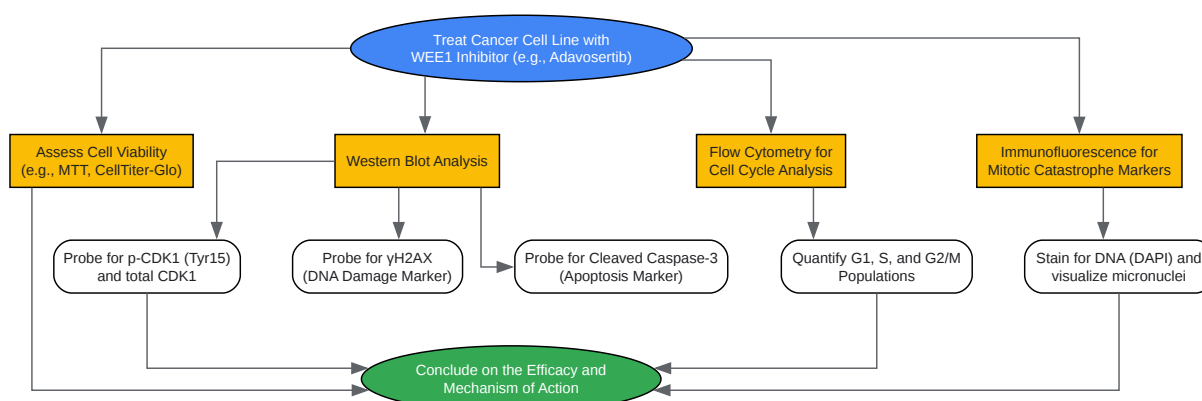 Treat Cancer Cell Line with
WEE1 Inhibitor (e.g., Adavosertib)
Assess Cell Viability
(e.g., MTT, CellTiter-Glo)
Western Blot Analysis
Flow Cytometry for
Cell Cycle Analysis
Immunofluorescence for
Mitotic Catastrophe Markers
Probe for p-CDK1 (Tyr15)
and total CDK1
Probe for γH2AX
(DNA Damage Marker)
Probe for Cleaved Caspase-3
(Apoptosis Marker)
Quantify G1, S, and G2/M
Populations
Stain for DNA (DAPI) and
visualize micronuclei
Conclude on the Efficacy and
Mechanism of Action